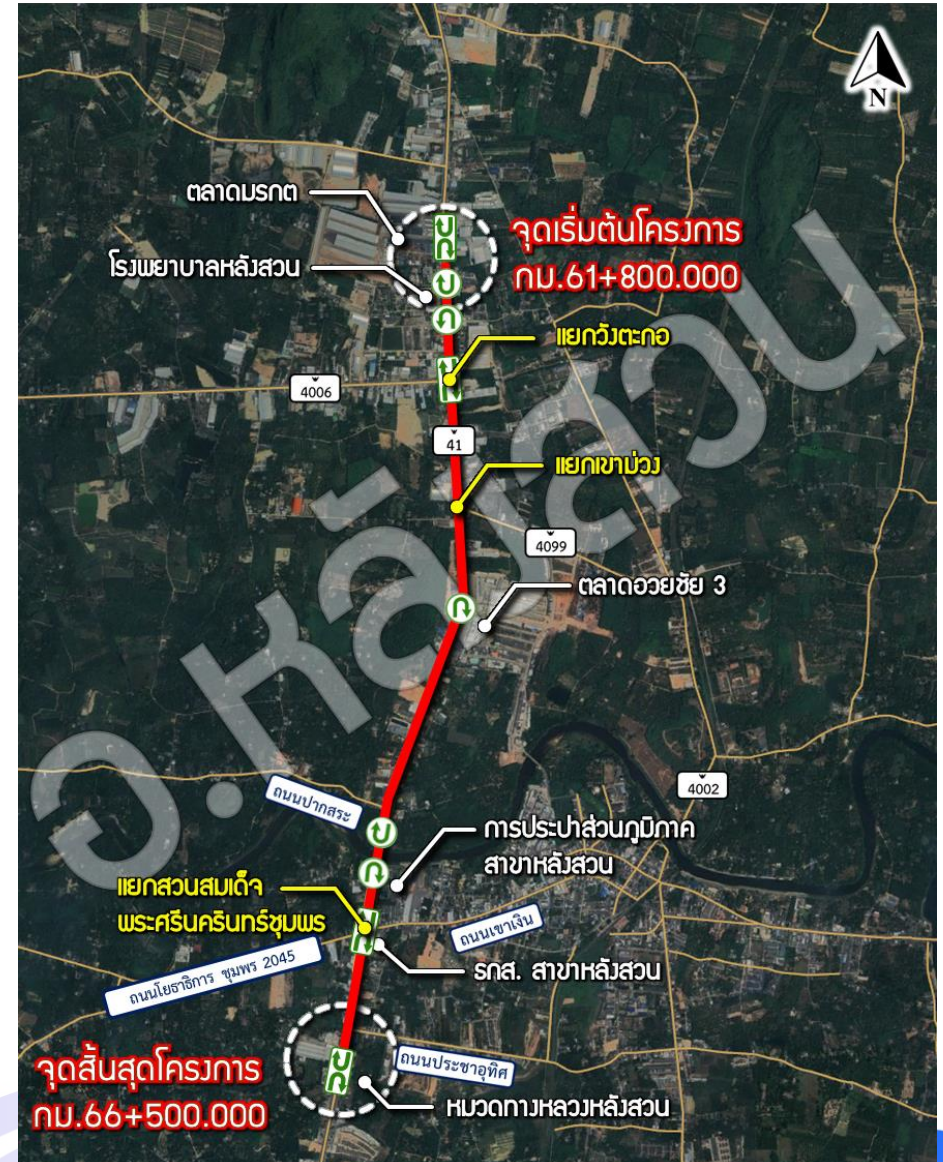 N
ตลาดมรกต
จุดเริ่มต้นโครงการ
กม.61+800.000
โรงพยาบาลหลังสวน
แยกวังตะกอ
4006
41
แยกเขาม่วง
4099
ตลาดอวยชัย 3
อ.หลังสวน
4002
ถนนปากสระ
การประปาส่วนภูมิภาค
สาขาหลังสวน
แยกสวนสมเด็จ
พระศรีนครินทร์ชุมพร
ถนนเขาเงิน
ถนนโยธาธิการ ชุมพร 2045
ธกส. สาขาหลังสวน
จุดสิ้นสุดโครงการ
กม.66+500.000
ถนนประชาอุทิศ
หมวดทางหลวงหลังสวน